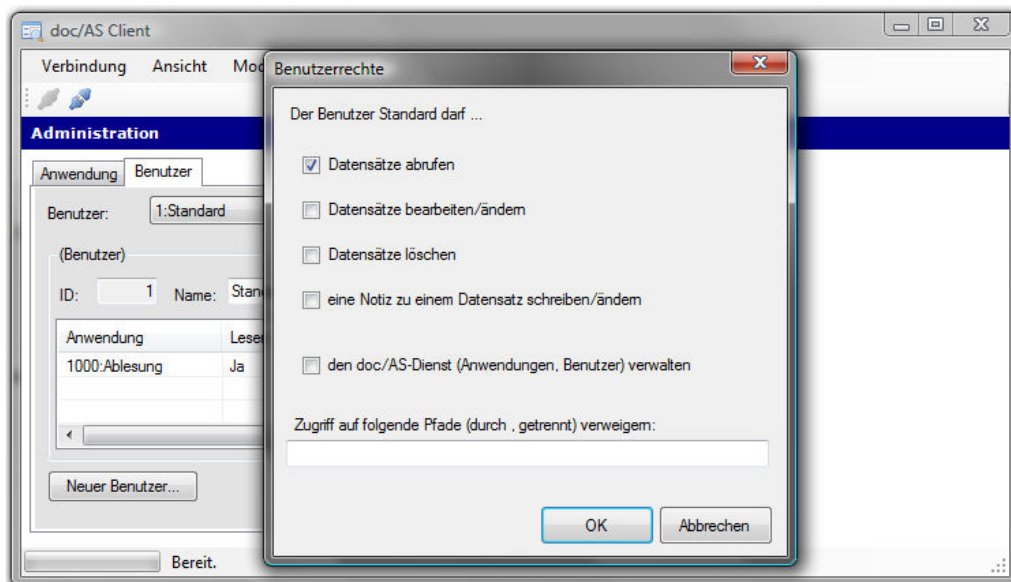 doc/AS Client
Verbindung Ansicht
Administration
Anwendung Benutzer
Benutzer: 1:Standard
(Benutzer)
ID: 1 Name:
Anwendung
1000:Ablesung Ja
Neuer Benutzer...
Bereit.
Benutzerrechte
Der Benutzer Standard darf ...
Datensätze abrufen
Datensätze bearbeiten/ändern
Datensätze löschen
eine Notiz zu einem Datensatz schreiben/ändern
den doc/AS-Dienst (Anwendungen, Benutzer) verwalten
Zugriff auf folgende Pfade (durch , getrennt) verweigern:
OK Abbrechen